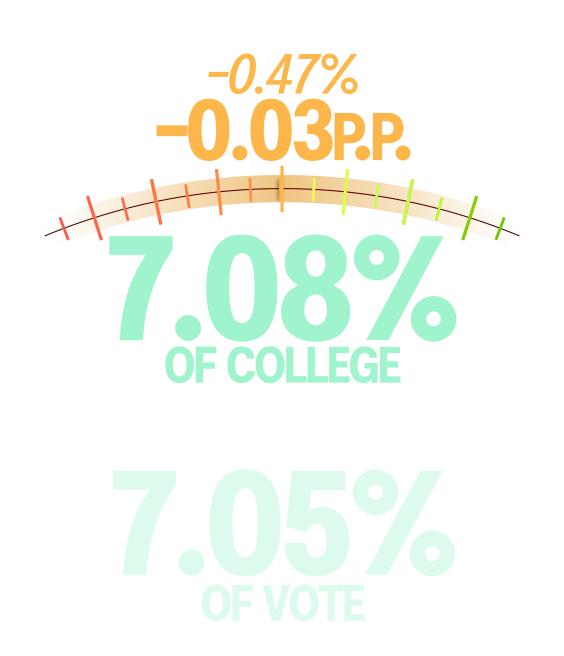 -0.47%
-0.03P.P.
7.08%
OF COLLEGE
7.05%
OF VOTE